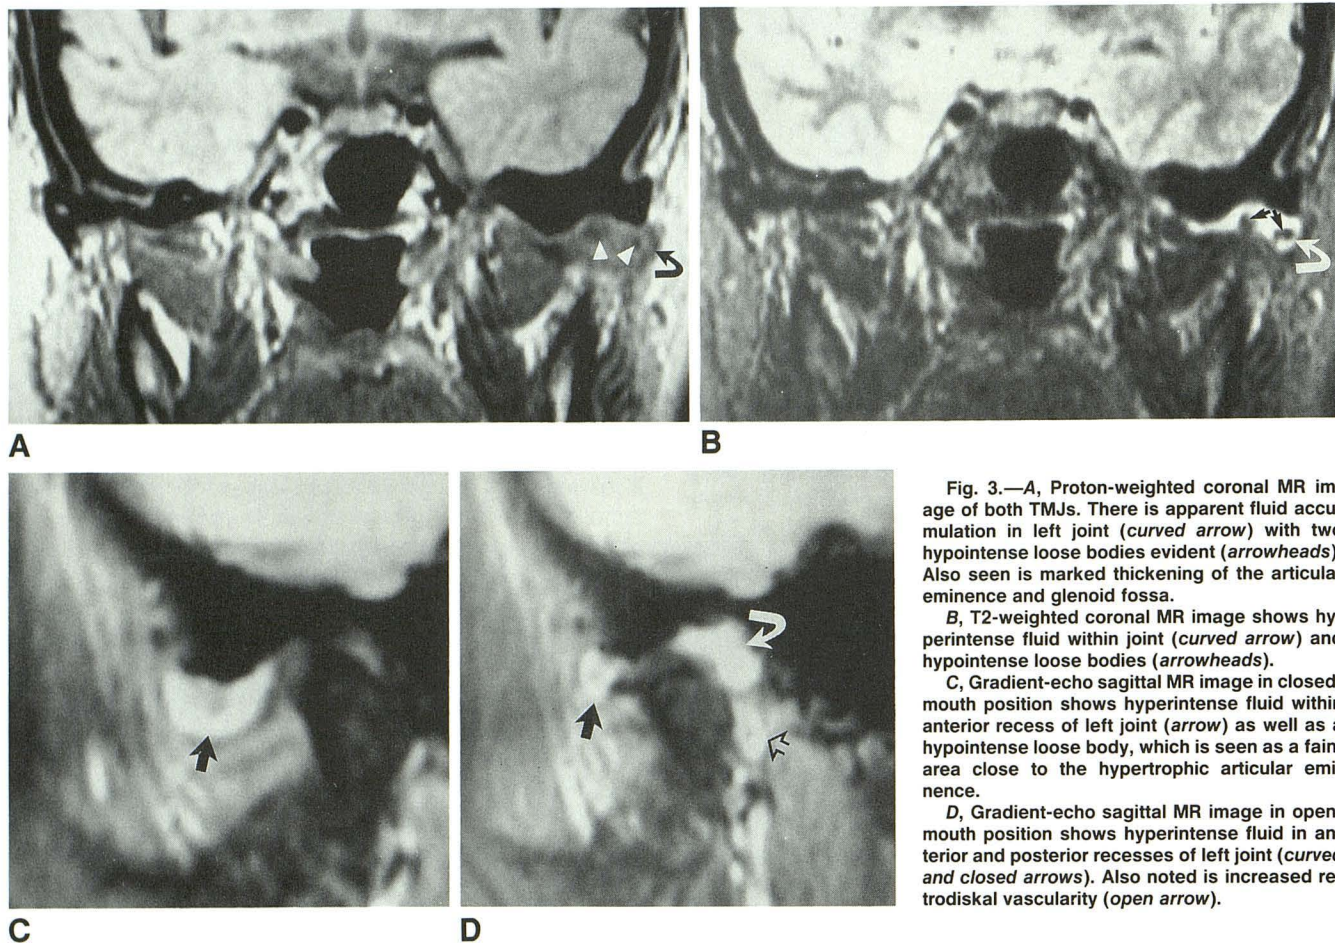 A
B
Fig. 3.—A, Proton-weighted coronal MR im
age of both TMJs. There is apparent fluid accu
mulation in left joint (curved arrow) with two
hypointense loose bodies evident (arrowheads)
Also seen is marked thickening of the articula
eminence and glenoid fossa.
B, T2-weighted coronal MR image shows hy
perintense fluid within joint (curved arrow) and
hypointense loose bodies (arrowheads).
C, Gradient-echo sagittal MR image in closed
mouth position shows hyperintense fluid within
anterior recess of left joint (arrow) as well as a
hypointense loose body, which is seen as a fain
area close to the hypertrophic articular emi
nence.
D, Gradient-echo sagittal MR image in open
mouth position shows hyperintense fluid in an
terior and posterior recesses of left joint (curved
and closed arrows). Also noted is increased re
trodiskal vascularity (open arrow).
C
D